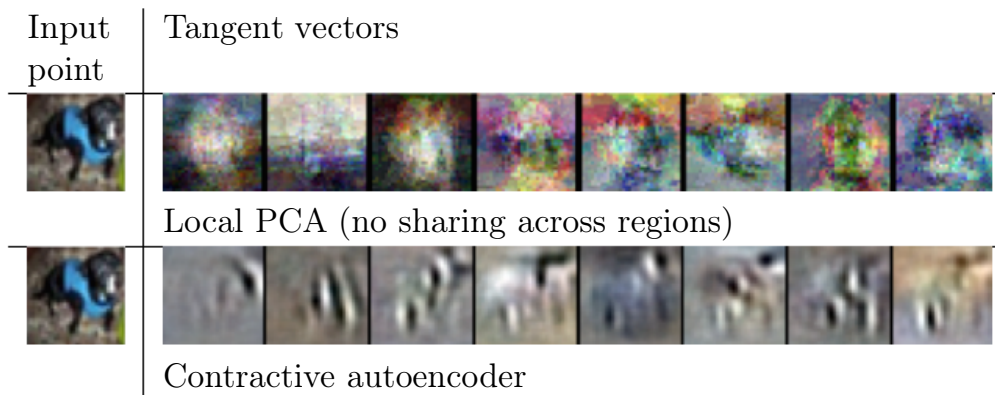 Input point
Tangent vectors
Local PCA (no sharing across regions)
Contractive autoencoder